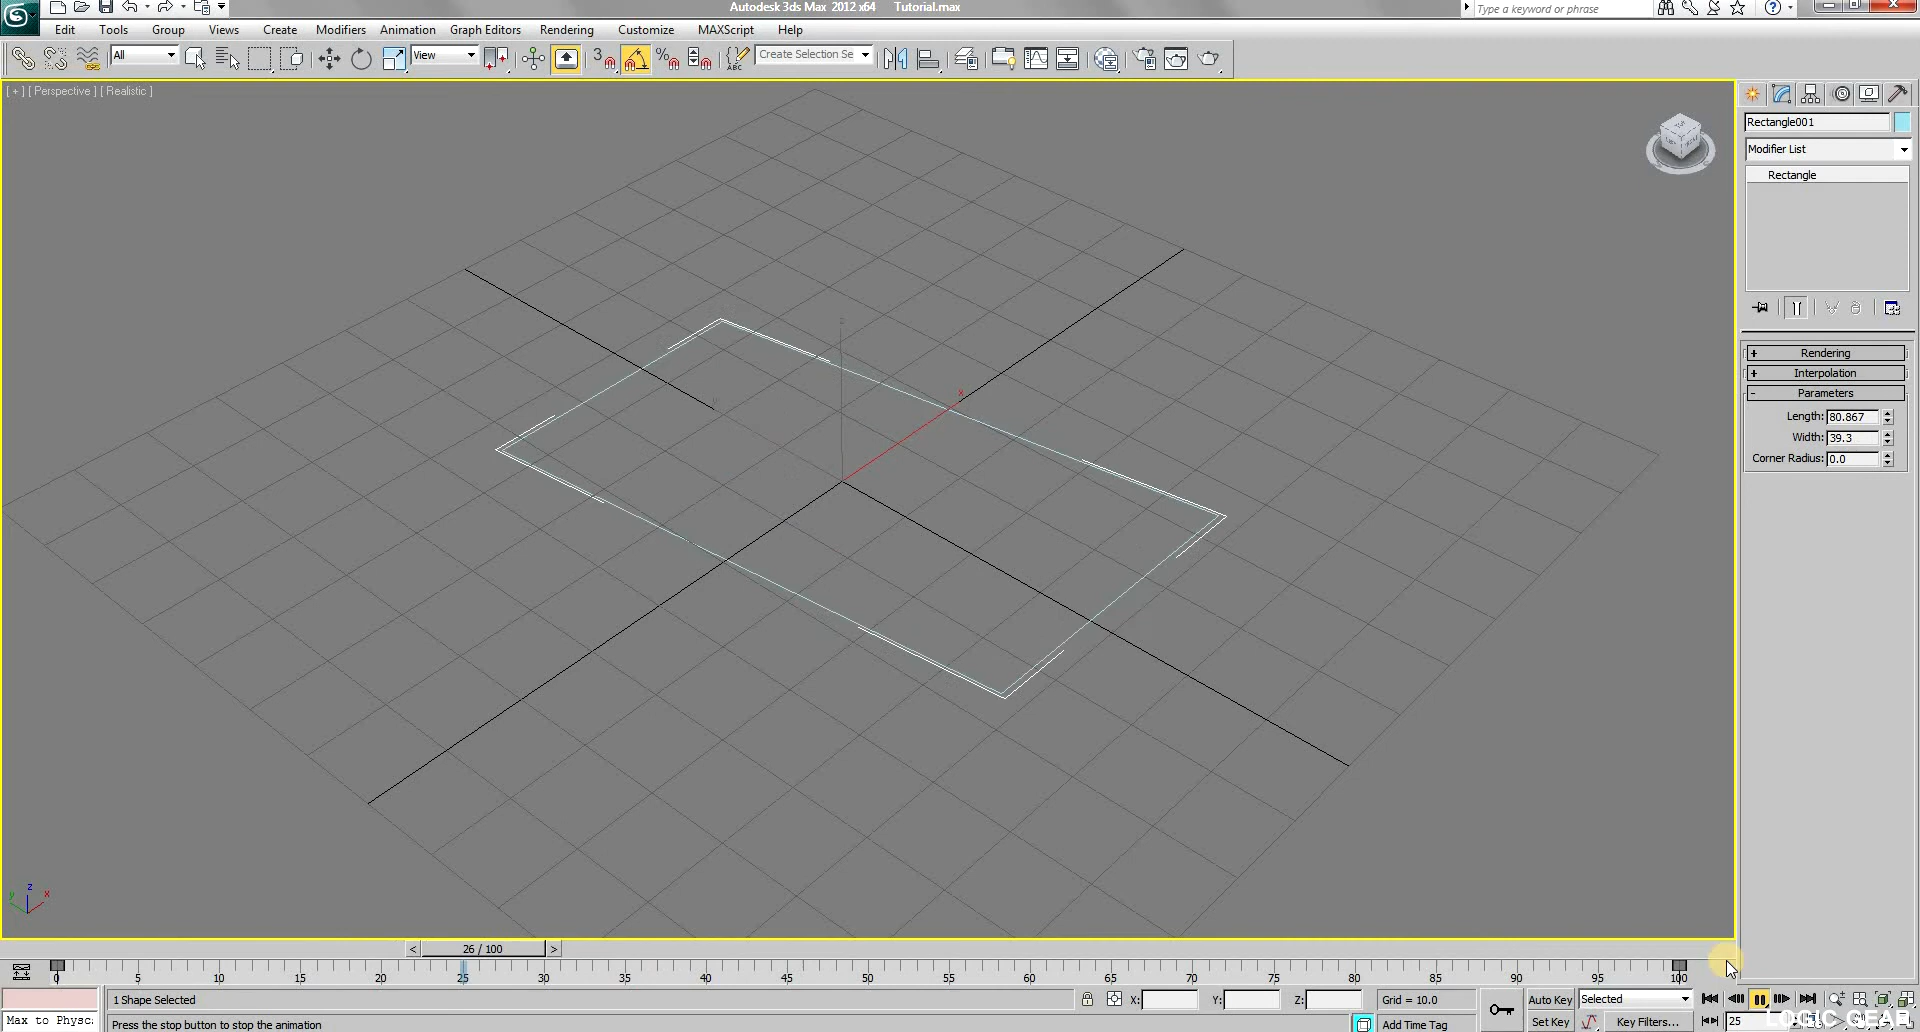 Autodesk 3ds Max 2012 x64 Tutorial.max
Type a keyword or phrase
Edit Tools Group Views Create Modifiers Animation Graph Editors Rendering Customize MAXScript Help
All View 3 % ABC Create Selection Se
[ + ] [ Perspective ] [ Realistic ]
Rectangle001
Modifier List
Rectangle
+ Rendering
+ Interpolation
- Parameters
Length: 80.867
Width: 39.3
Corner Radius: 0.0
z
x
y z x
< 26 / 100 >
0 5 10 15 20 25 30 35 40 45 50 55 60 65 70 75 80 85 90 95 100
1 Shape Selected X: Y: Z: Grid = 10.0 Auto Key Selected
Max to Physc: Press the stop button to stop the animation Add Time Tag Set Key Key Filters... 25
LOGIC GEAR